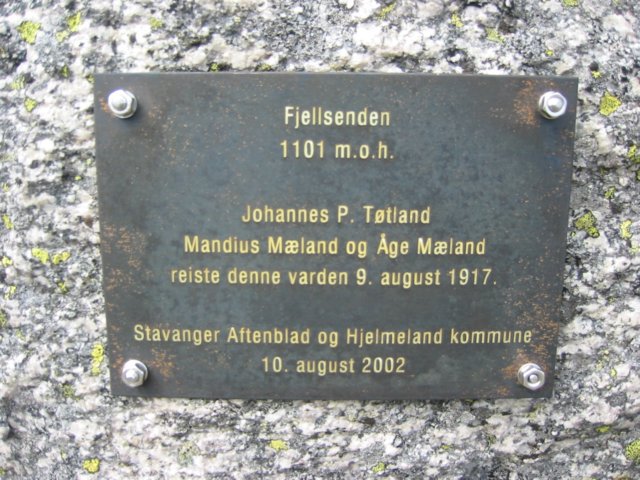 Fjellsenden
1101 m.o.h.
Johannes P. Tøtland
Mandius Mæland og Åge Mæland
reiste denne varden 9. august 1917.
Stavanger Aftenblad og Hjelmeland kommune
10. august 2002